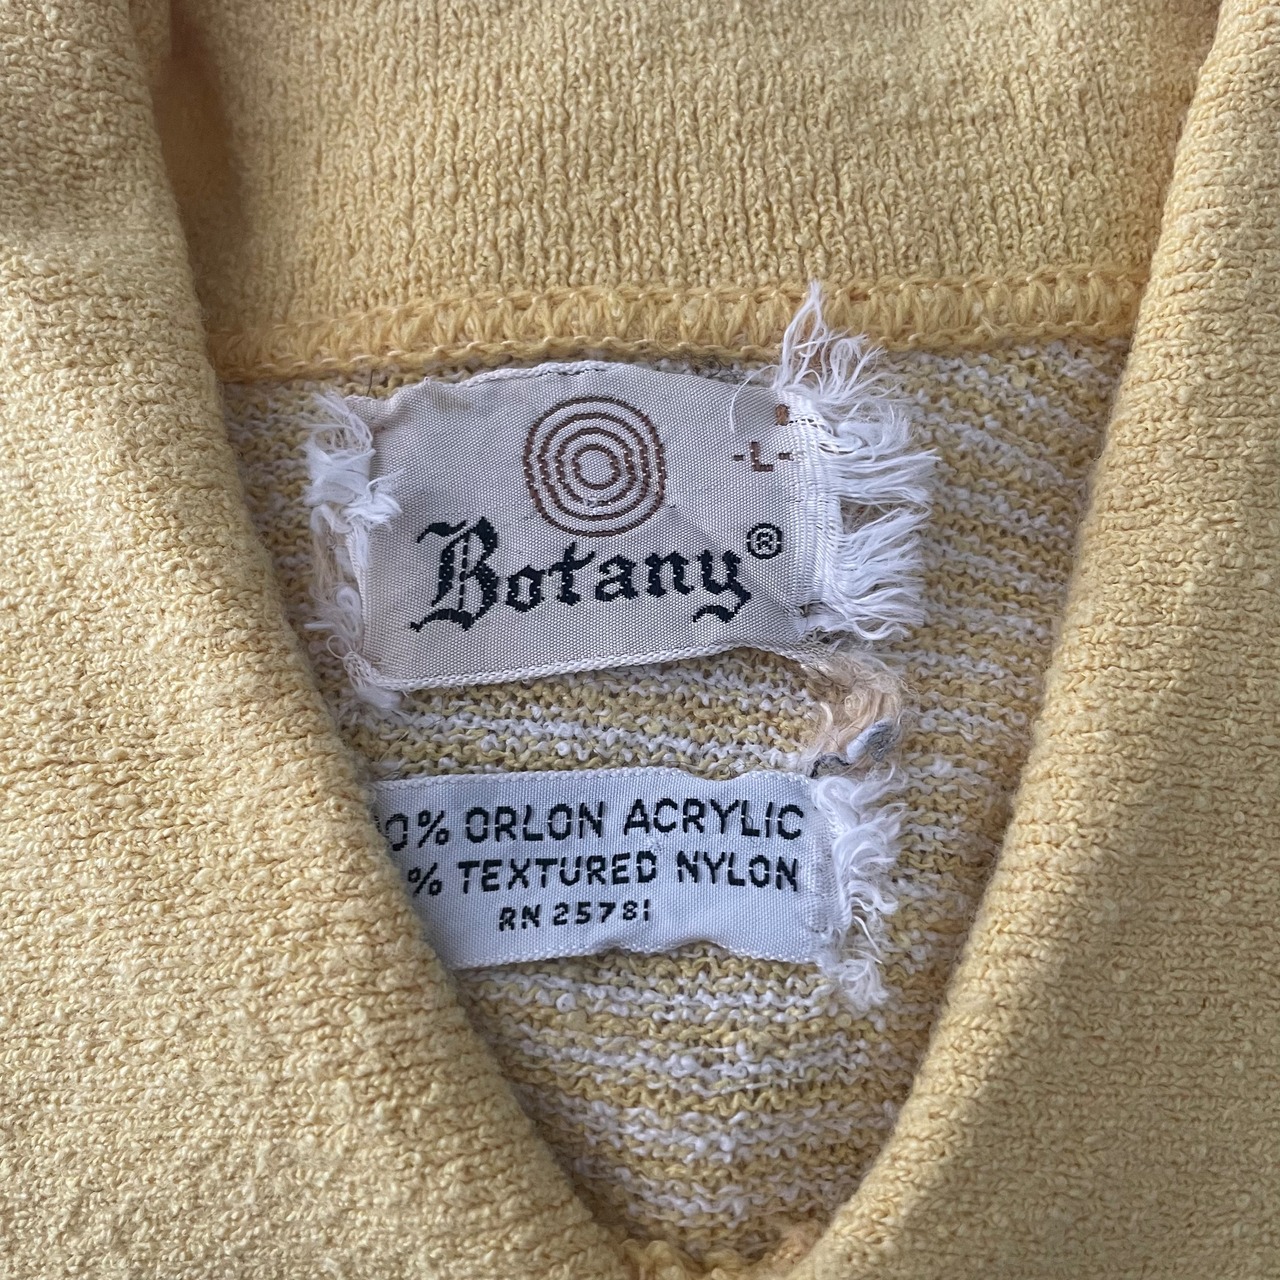 -L-
Botany®
0% ORLON ACRYLIC
% TEXTURED NYLON
RN 25781